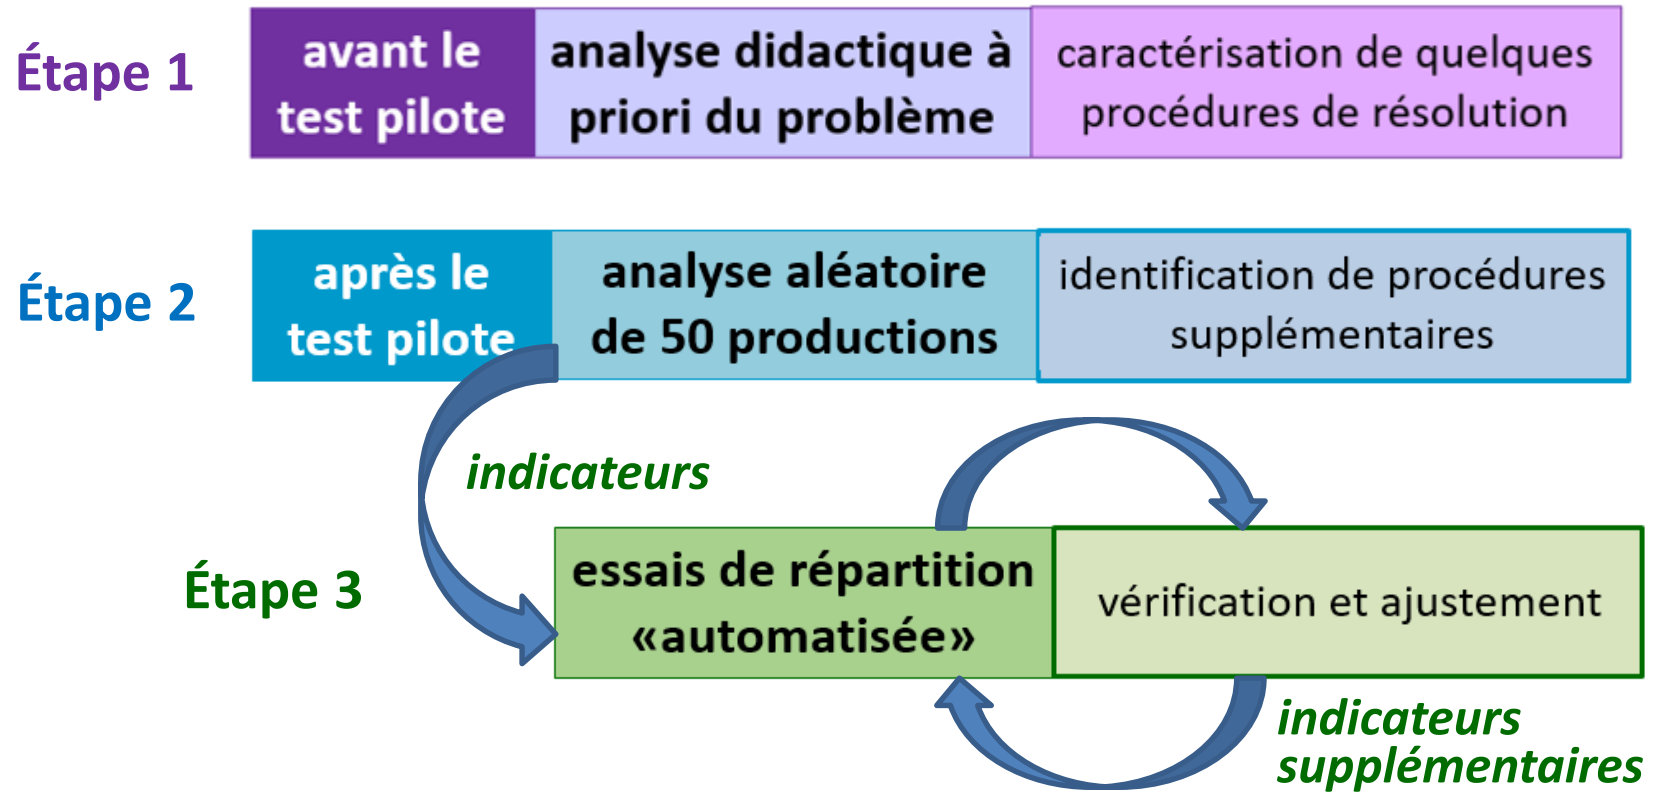 Étape 1
avant le
test pilote
analyse didactique à
priori du problème
caractérisation de quelques
procédures de résolution
Étape 2
après le
test pilote
analyse aléatoire
de 50 productions
identification de procédures
supplémentaires
indicateurs
Étape 3
essais de répartition
«automatisée»
vérification et ajustement
indicateurs
supplémentaires